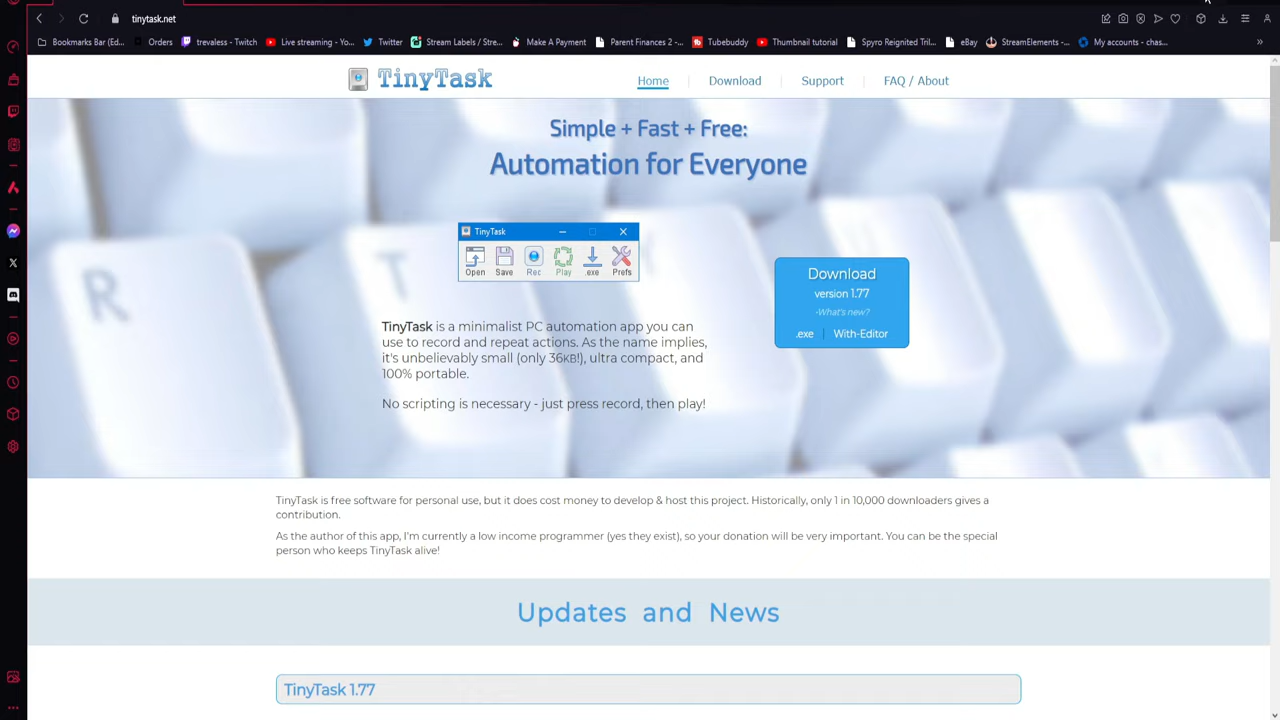 tinytask.net
Bookmarks Bar (Ed...
Orders
trevaless - Twitch
Live streaming - Yo...
Twitter
Stream Labels / Stre...
Make A Payment
Parent Finances 2 -...
Tubebuddy
Thumbnail tutorial
Spyro Reignited Tril...
eBay
StreamElements -...
My accounts - chas...
»
TinyTask
Home
Download
Support
FAQ / About
Simple + Fast + Free:
Automation for Everyone
TinyTask
Open Save Rec Play .exe Prefs
Download
version 1.77
-What's new?
.exe | With-Editor
TinyTask is a minimalist PC automation app you can
use to record and repeat actions. As the name implies,
it's unbelievably small (only 36KB!), ultra compact, and
100% portable.
No scripting is necessary - just press record, then play!
R
T
TinyTask is free software for personal use, but it does cost money to develop & host this project. Historically, only 1 in 10,000 downloaders gives a
contribution.
As the author of this app, I'm currently a low income programmer (yes they exist), so your donation will be very important. You can be the special
person who keeps TinyTask alive!
Updates and News
TinyTask 1.77